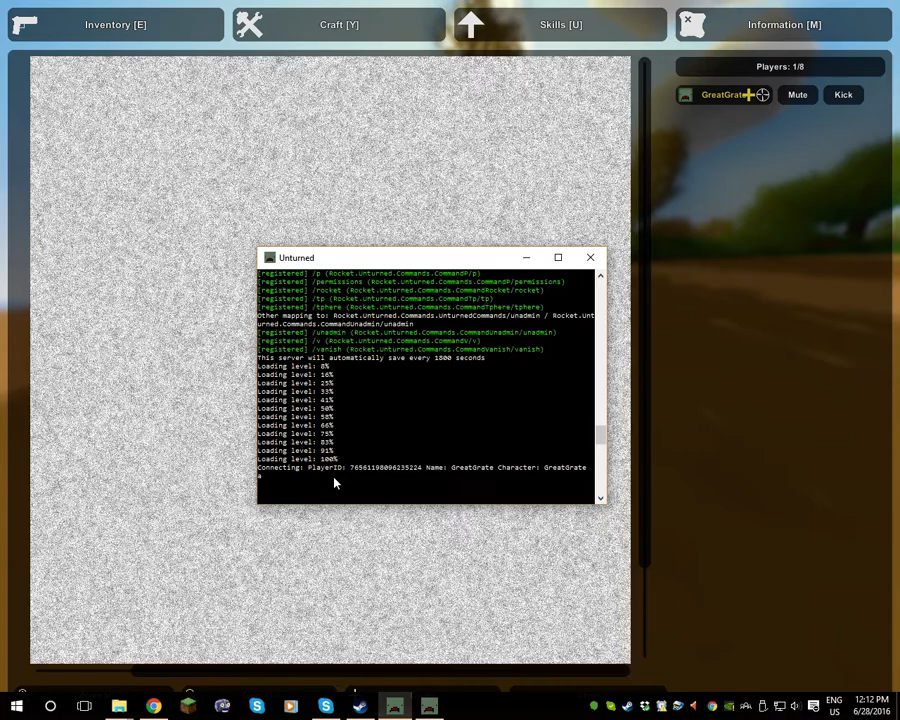 Inventory [E]
Craft [Y]
Skills [U]
Information [M]
Players: 1/8
GreatGrate
Mute
Kick
Unturned
[registered] /p (Rocket.Unturned.Commands.CommandP/p)
[registered] /permissions (Rocket.Unturned.Commands.CommandP/permissions)
[registered] /rocket (Rocket.Unturned.Commands.CommandRocket/rocket)
[registered] /tp (Rocket.Unturned.Commands.CommandTp/tp)
[registered] /tphere (Rocket.Unturned.Commands.CommandTphere/tphere)
Other mapping to: Rocket.Unturned.Commands.UnturnedCommands/unadmin / Rocket.Unt
urned.Commands.CommandUnadmin/unadmin
[registered] /unadmin (Rocket.Unturned.Commands.CommandUnadmin/unadmin)
[registered] /v (Rocket.Unturned.Commands.CommandV/v)
[registered] /vanish (Rocket.Unturned.Commands.CommandVanish/vanish)
This server will automatically save every 1800 seconds
Loading level: 8%
Loading level: 16%
Loading level: 25%
Loading level: 33%
Loading level: 41%
Loading level: 50%
Loading level: 58%
Loading level: 66%
Loading level: 75%
Loading level: 83%
Loading level: 91%
Loading level: 100%
Connecting: PlayerID: 76561198096235224 Name: GreatGrate Character: GreatGrate
a
ENG
US
12:12 PM
6/28/2016